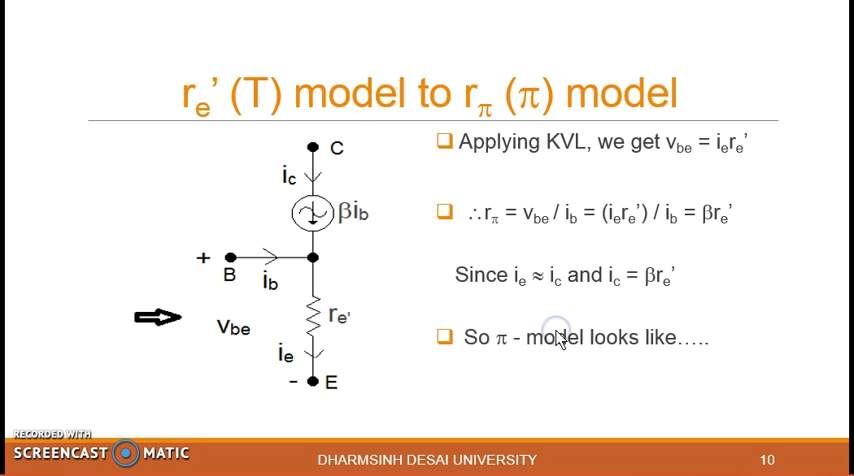 re’ (T) model to rπ (π) model
C
ic
βib
+
B
ib
re'
Vbe
ie
-
E
❑ Applying KVL, we get vbe = iere’
❑ ∴rπ = vbe / ib = (iere’) / ib = βre’
Since ie ≈ ic and ic = βre’
❑ So π - model looks like…..
RECORDED WITH
SCREENCAST MATIC
DHARMSINH DESAI UNIVERSITY
10